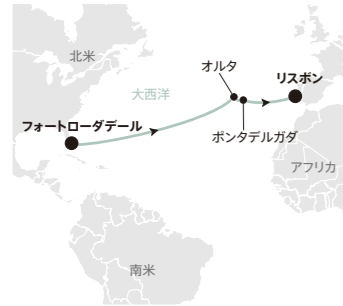 北米
オルタ
リスボン
大西洋
フォートローダデール
ポンタデルガダ
アフリカ
南米